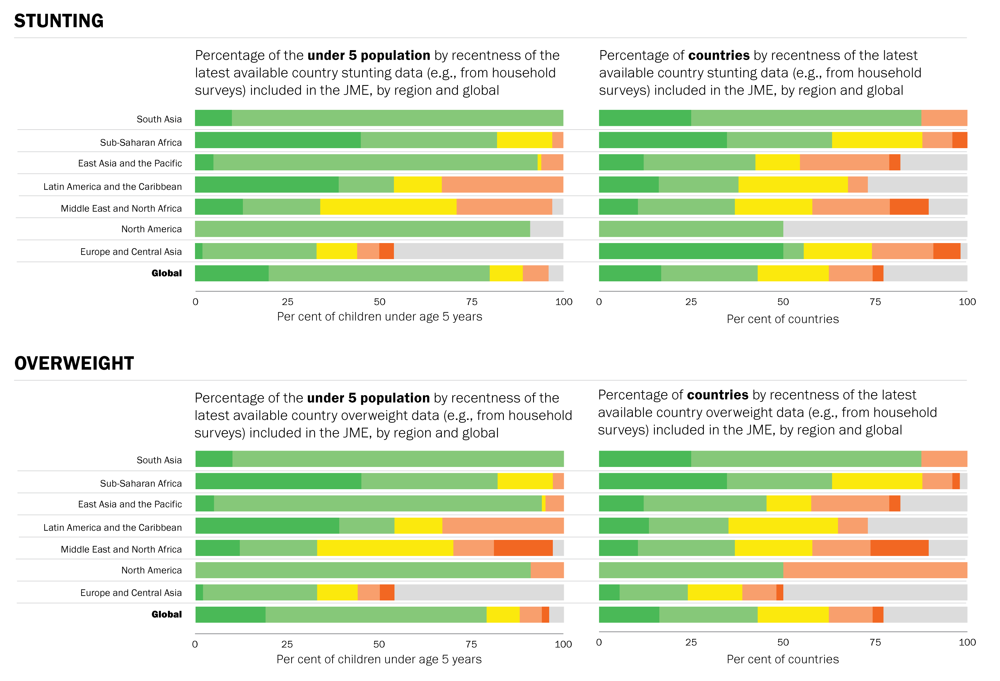 STUNTING
Percentage of the under 5 population by recentness of the
latest available country stunting data (e.g., from household
surveys) included in the JME, by region and global
Percentage of countries by recentness of the latest
available country stunting data (e.g., from household
surveys) included in the JME, by region and global
South Asia
Sub-Saharan Africa
East Asia and the Pacific
Latin America and the Caribbean
Middle East and North Africa
North America
Europe and Central Asia
Global
0 25 50 75 100
Per cent of children under age 5 years
0 25 50 75 100
Per cent of countries
OVERWEIGHT
Percentage of the under 5 population by recentness of the
latest available country overweight data (e.g., from household
surveys) included in the JME, by region and global
Percentage of countries by recentness of the latest
available country overweight data (e.g., from household
surveys) included in the JME, by region and global
South Asia
Sub-Saharan Africa
East Asia and the Pacific
Latin America and the Caribbean
Middle East and North Africa
North America
Europe and Central Asia
Global
0 25 50 75 100
Per cent of children under age 5 years
0 25 50 75 100
Per cent of countries